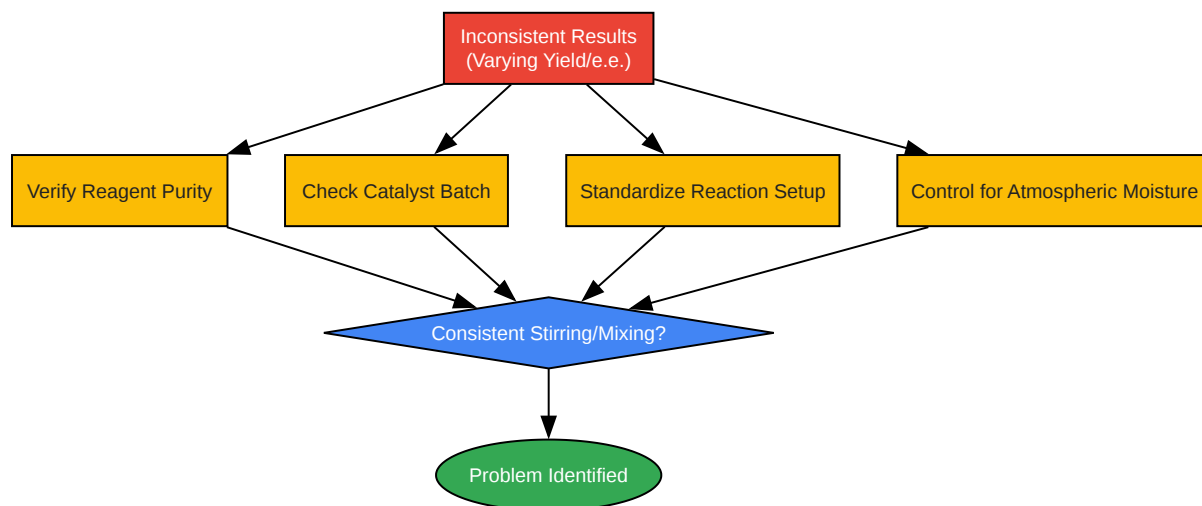 Inconsistent Results
(Varying Yield/e.e.)
Verify Reagent Purity
Check Catalyst Batch
Standardize Reaction Setup
Control for Atmospheric Moisture
Consistent Stirring/Mixing?
Problem Identified